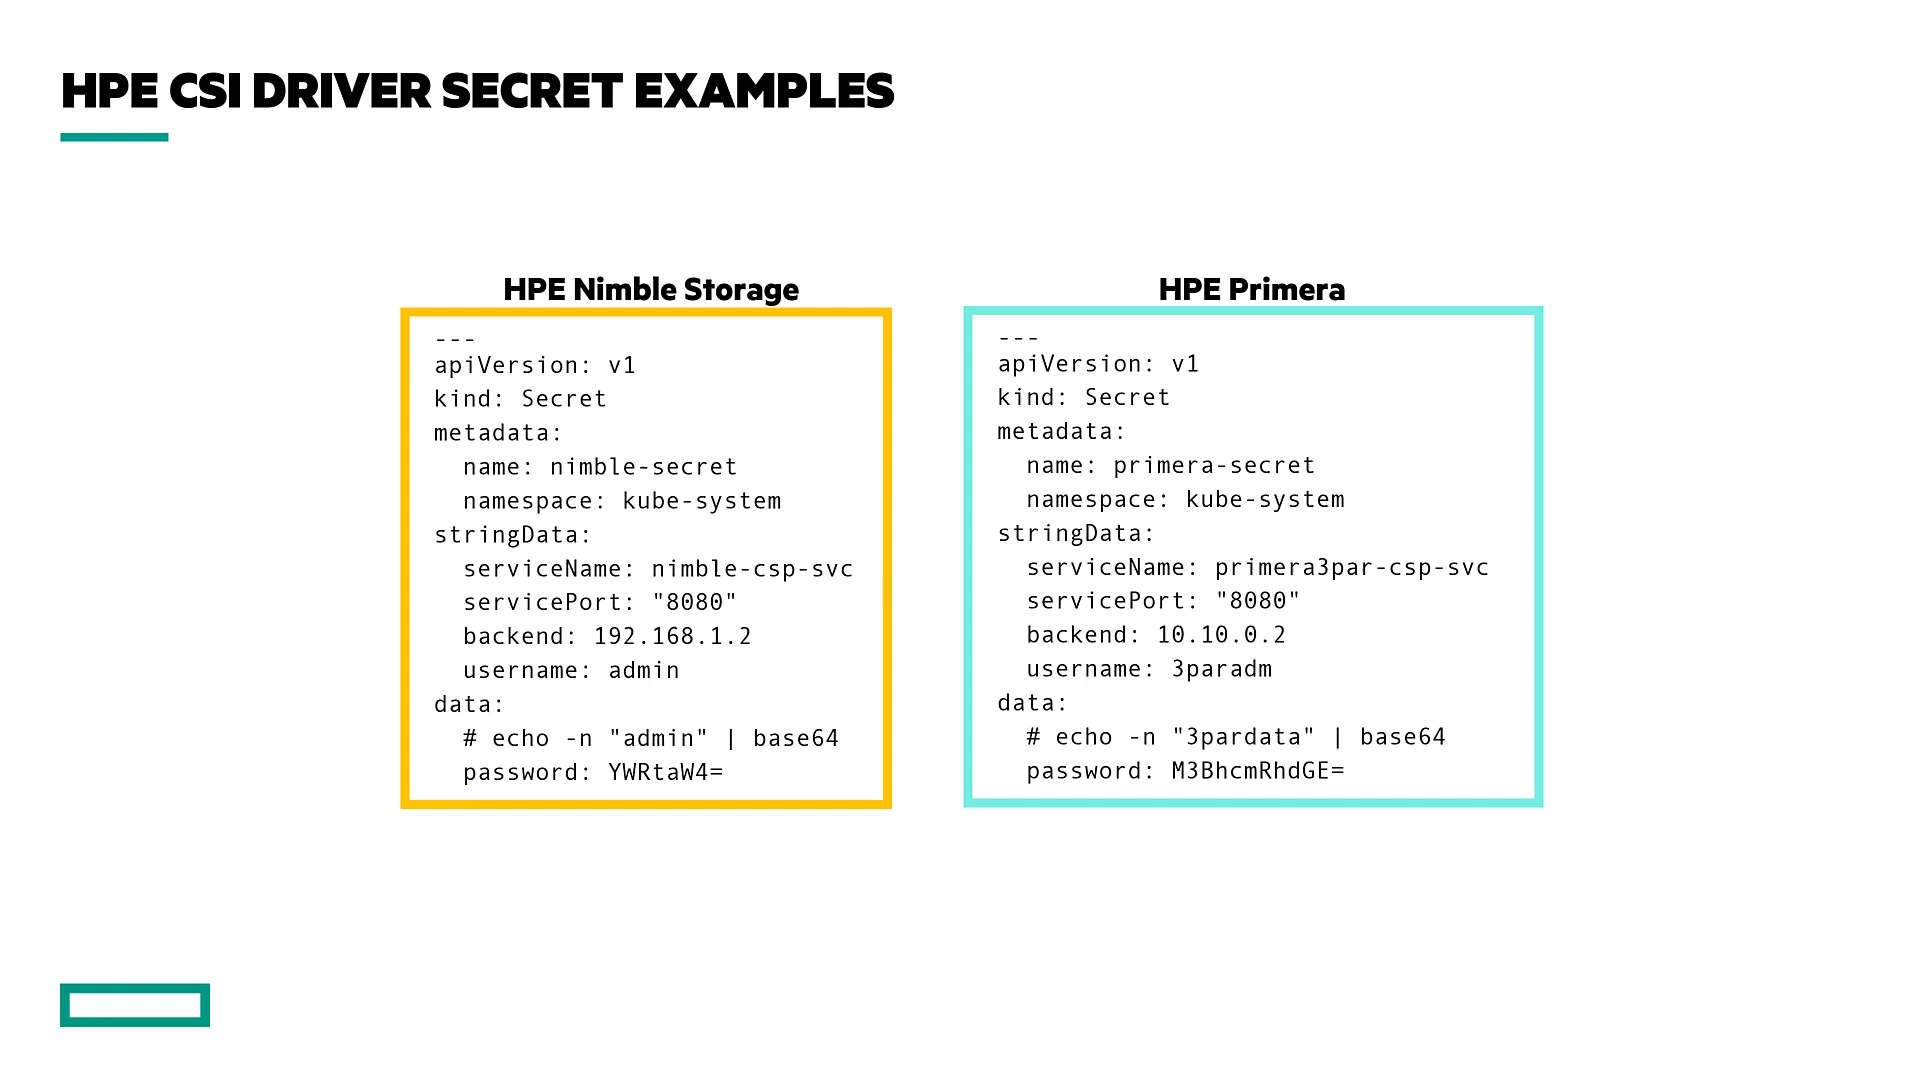 HPE CSI DRIVER SECRET EXAMPLES
HPE Nimble Storage
---
apiVersion: v1
kind: Secret
metadata:
  name: nimble-secret
  namespace: kube-system
stringData:
  serviceName: nimble-csp-svc
  servicePort: "8080"
  backend: 192.168.1.2
  username: admin
data:
  # echo -n "admin" | base64
  password: YWRtaW4=
HPE Primera
---
apiVersion: v1
kind: Secret
metadata:
  name: primera-secret
  namespace: kube-system
stringData:
  serviceName: primera3par-csp-svc
  servicePort: "8080"
  backend: 10.10.0.2
  username: 3paradm
data:
  # echo -n "3pardata" | base64
  password: M3BhcmRhdGE=